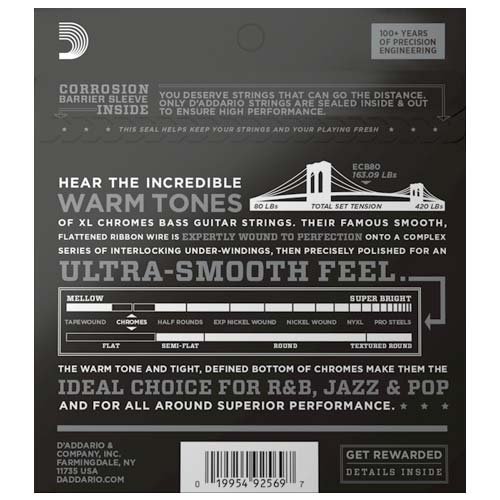 D
100+ YEARS
OF PRECISION
ENGINEERING
CORROSION
BARRIER SLEEVE
INSIDE
YOU DESERVE STRINGS THAT CAN GO THE DISTANCE.
ONLY D'ADDARIO STRINGS ARE SEALED INSIDE & OUT
TO ENSURE HIGH PERFORMANCE.
★ ★ ★ THIS SEAL HELPS KEEP YOUR STRINGS AND YOUR PLAYING FRESH ★ ★ ★
ECB80
163.09 LBs
80 LBs TOTAL SET TENSION 420 LBs
HEAR THE INCREDIBLE
WARM TONES
OF XL CHROMES BASS GUITAR STRINGS. THEIR FAMOUS SMOOTH,
FLATTENED RIBBON WIRE IS EXPERTLY WOUND TO PERFECTION ONTO A COMPLEX
SERIES OF INTERLOCKING UNDER-WINDINGS, THEN PRECISELY POLISHED FOR AN
ULTRA-SMOOTH FEEL.
MELLOW SUPER BRIGHT
TAPEWOUND CHROMES HALF ROUNDS EXP NICKEL WOUND NICKEL WOUND NYXL PRO STEELS
FLAT SEMI-FLAT ROUND TEXTURED ROUND
THE WARM TONE AND TIGHT, DEFINED BOTTOM OF CHROMES MAKE THEM THE
IDEAL CHOICE FOR R&B, JAZZ & POP
AND FOR ALL AROUND SUPERIOR PERFORMANCE. ★ ★ ★
D'ADDARIO &
COMPANY, INC.
FARMINGDALE, NY
11735 USA
DADDARIO.COM
0 19954 92569 7
GET REWARDED
DETAILS INSIDE